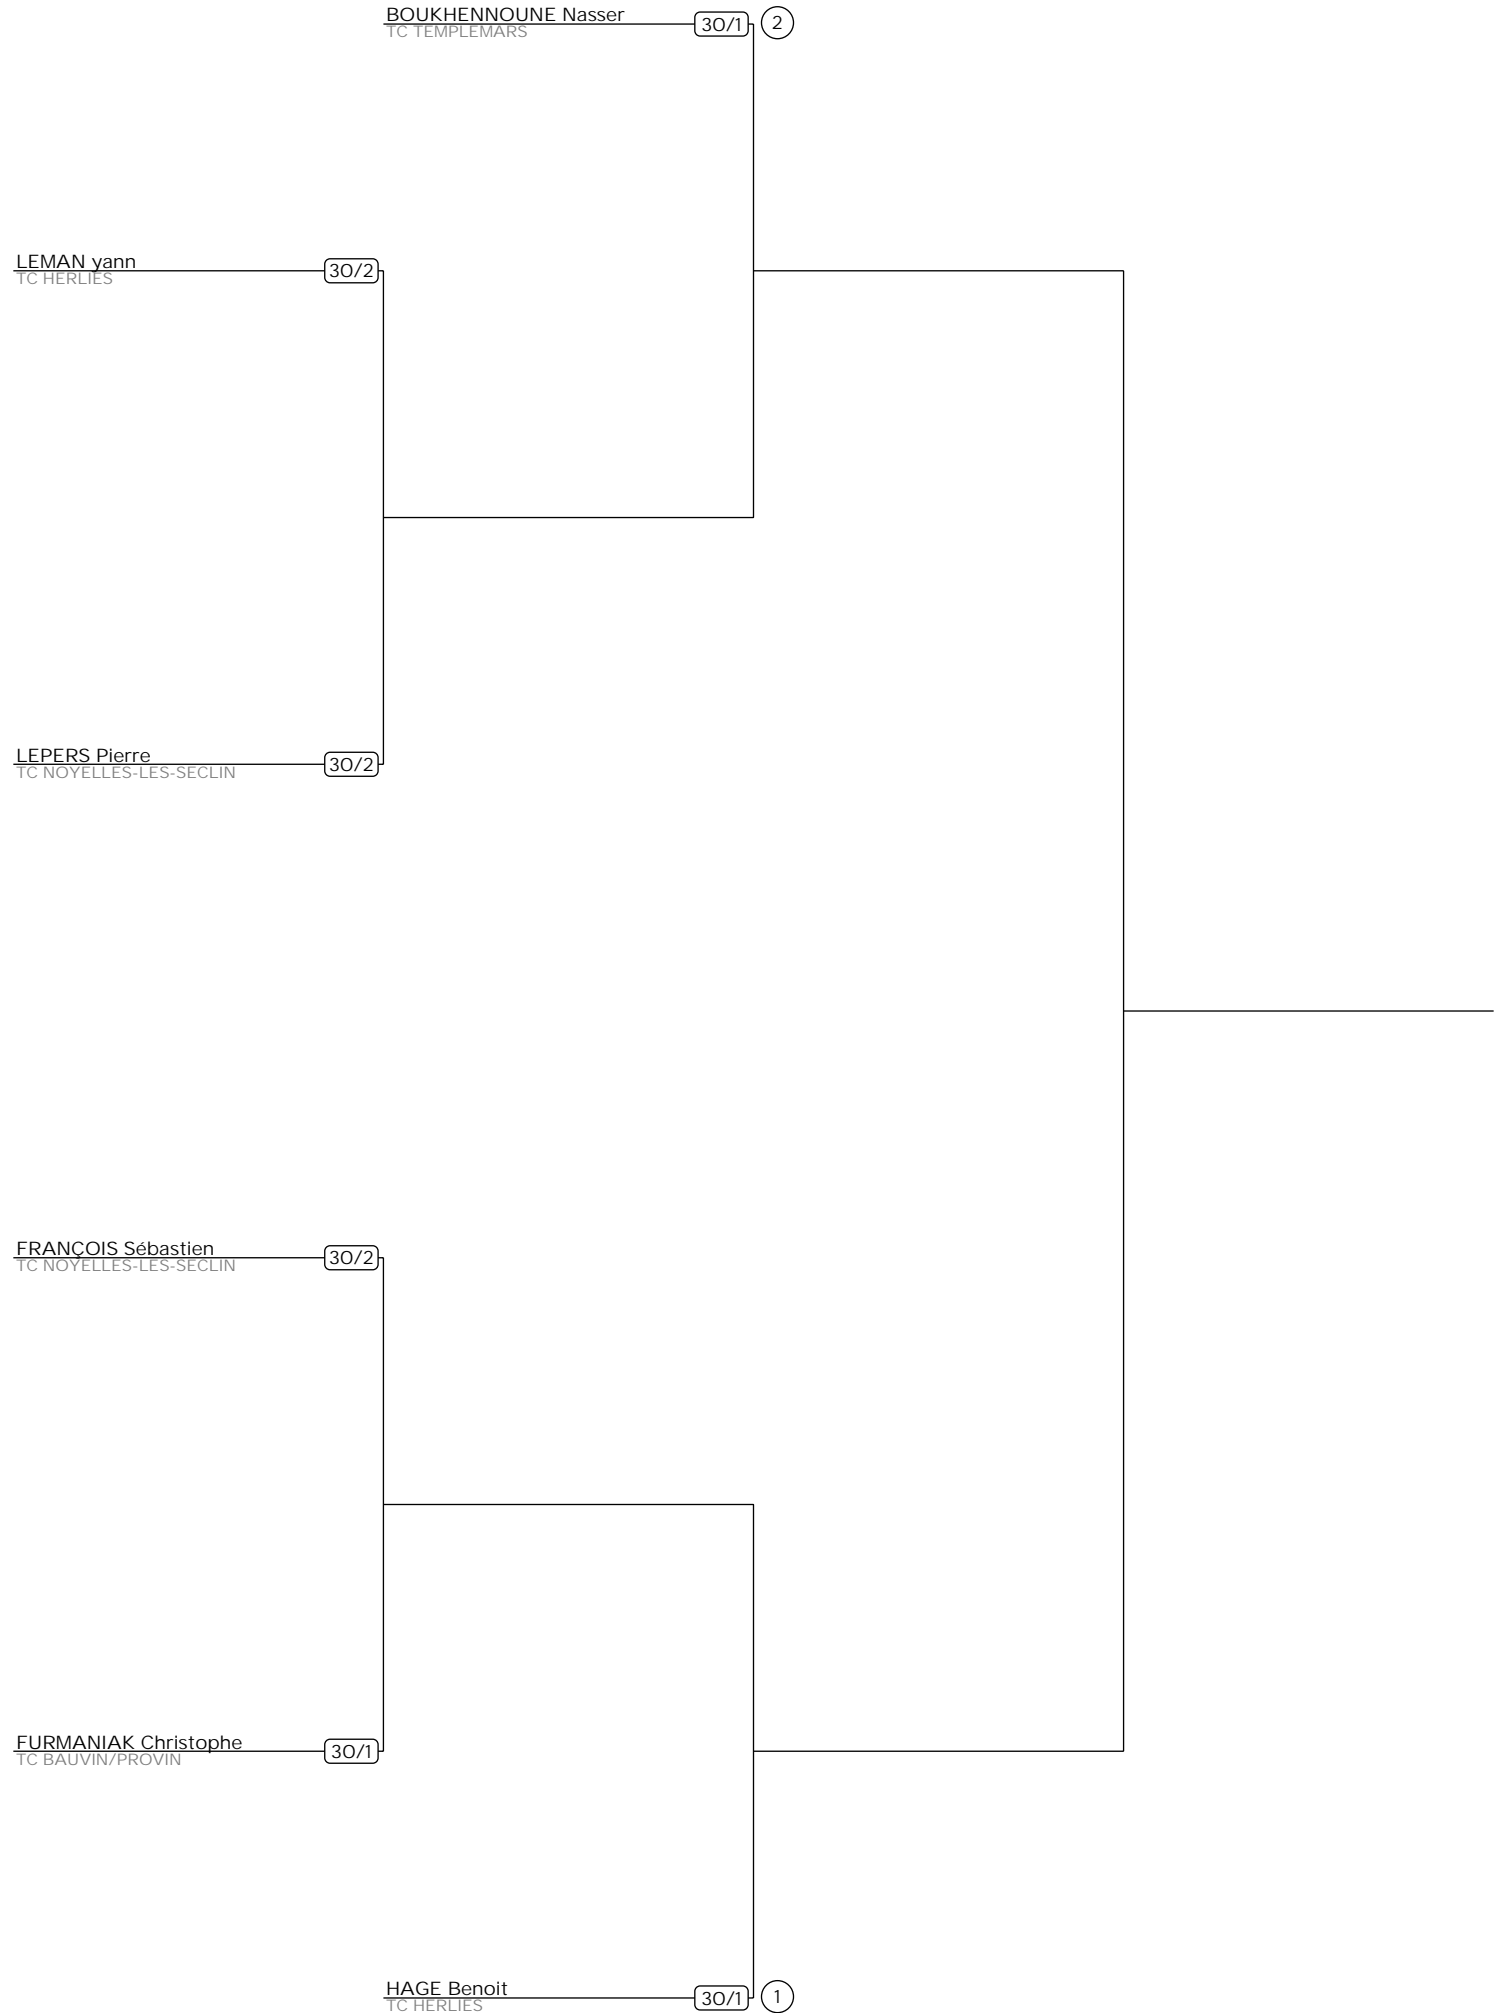 BOUKHENNOUNE Nasser
TC TEMPLEMARS
30/1
2
LEMAN yann
TC HERLIES
30/2
LEPERS Pierre
TC NOYELLES-LES-SECLIN
30/2
FRANÇOIS Sébastien
TC NOYELLES-LES-SECLIN
30/2
FURMANIAK Christophe
TC BAUVIN/PROVIN
30/1
HAGE Benoit
TC HERLIES
30/1
1